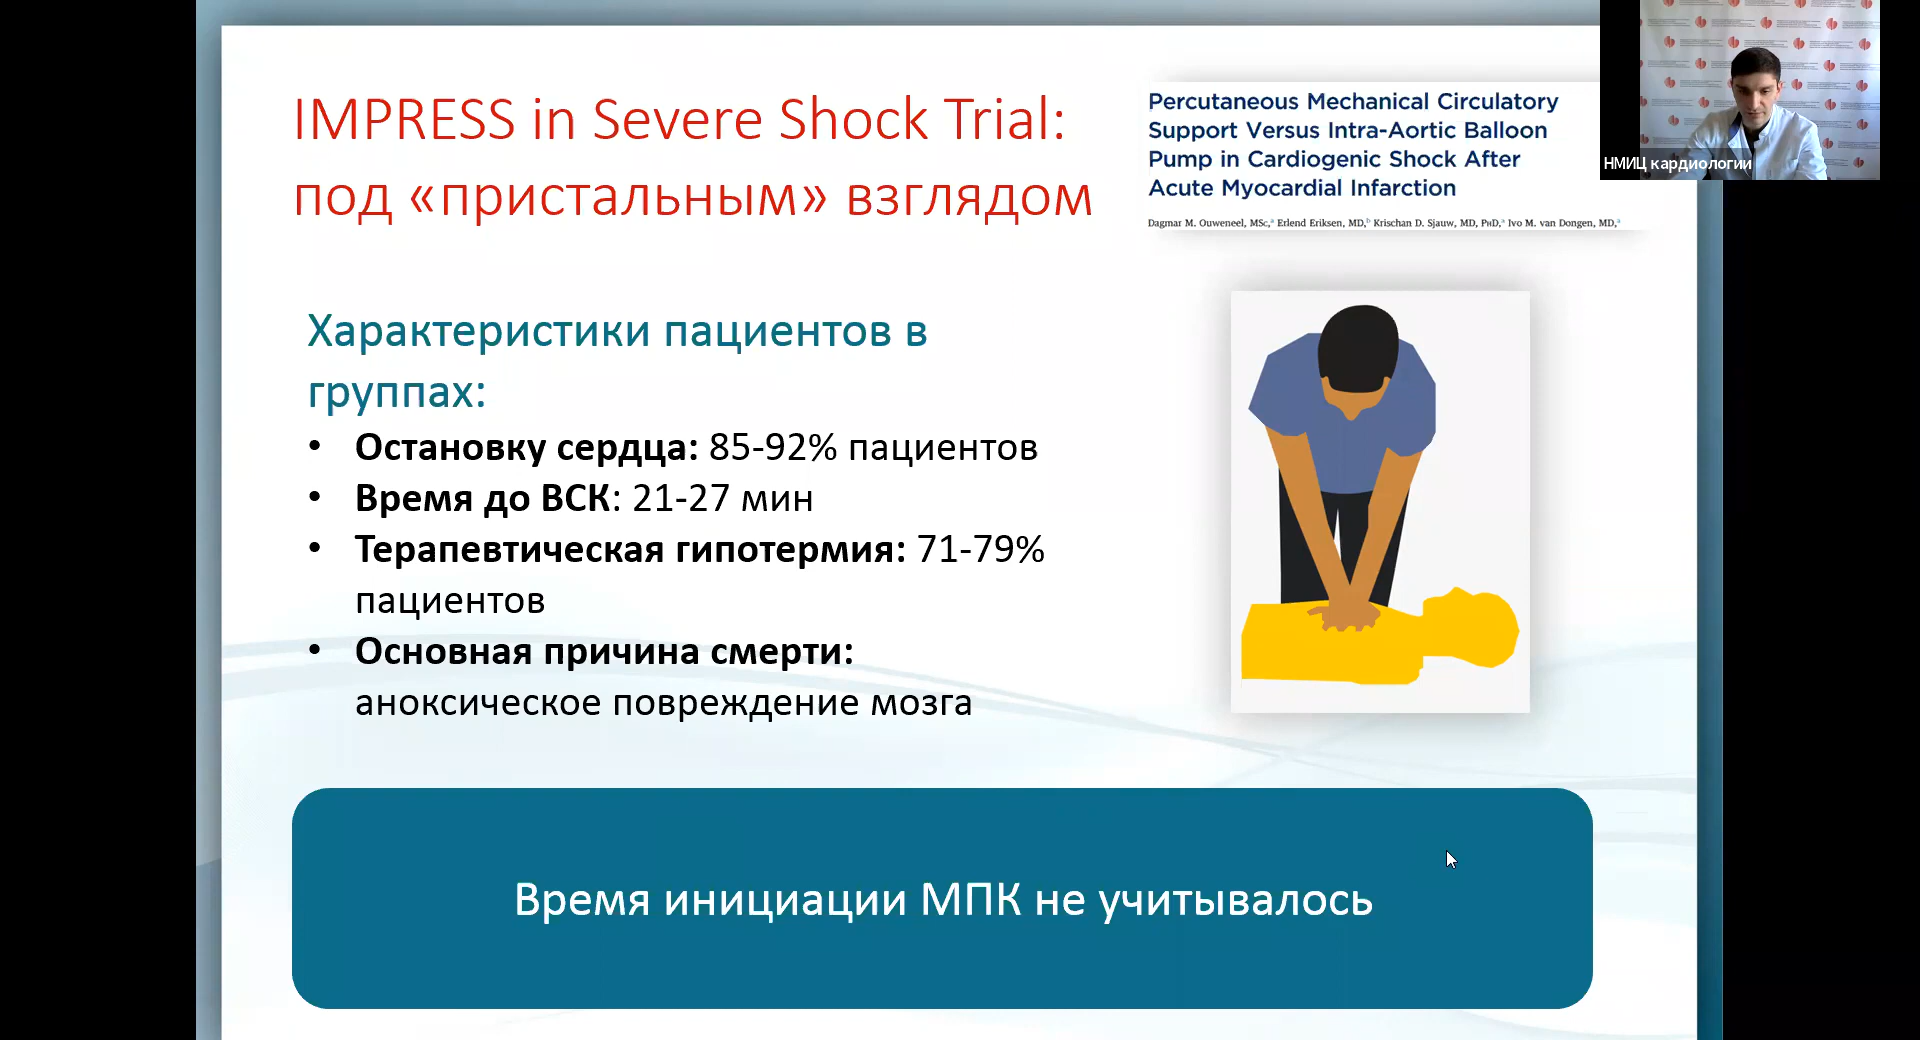 IMPRESS in Severe Shock Trial:
под «пристальным» взглядом
Percutaneous Mechanical Circulatory
Support Versus Intra-Aortic Balloon
Pump in Cardiogenic Shock After
Acute Myocardial Infarction
Dagmar M. Ouweneel, MSc,ᵃ Erlend Eriksen, MD,ᵇ Krischan D. Sjauw, MD, PhD,ᵃ Ivo M. van Dongen, MD,ᵃ
НМИЦ кардиологии
Характеристики пациентов в
группах:
• Остановку сердца: 85-92% пациентов
• Время до ВСК: 21-27 мин
• Терапевтическая гипотермия: 71-79%
пациентов
• Основная причина смерти:
аноксическое повреждение мозга
Время инициации МПК не учитывалось